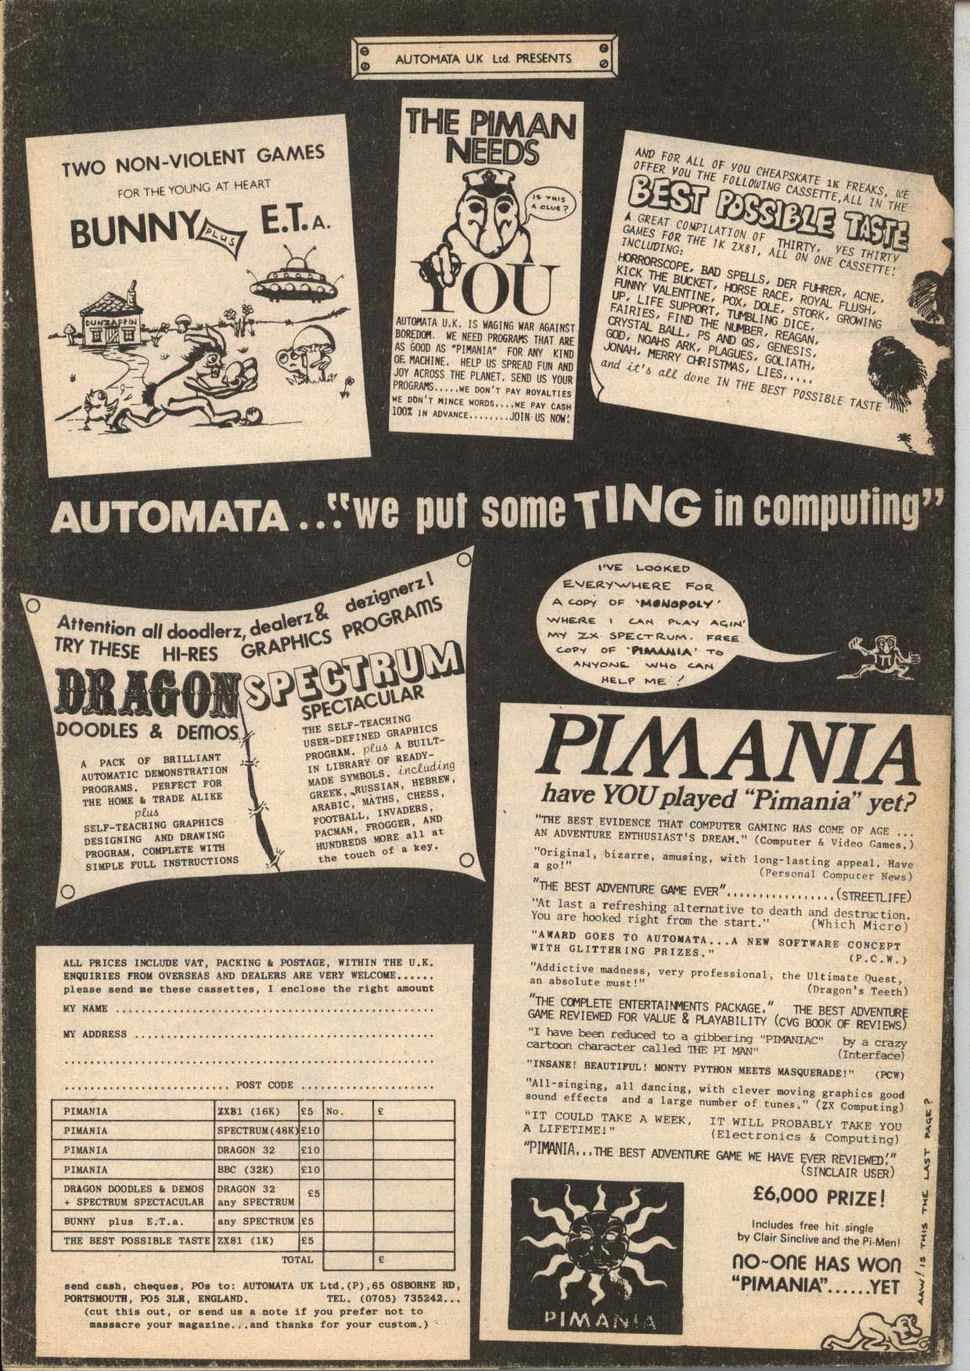 AUTOMATA U.K Ltd. PRESENTS
TWO NON-VIOLENT GAMES
FOR THE YOUNG AT HEART
BUNNY PLUS E.T.A.
DUNZAPPIN
THE PIMAN
NEEDS
IS THIS
A CLUE?
YOU
AUTOMATA U.K. IS WAGING WAR AGAINST
BOREDOM. WE NEED PROGRAMS THAT ARE
AS GOOD AS "PIMANIA" FOR ANY KIND
OF MACHINE. HELP US SPREAD FUN AND
JOY ACROSS THE PLANET. SEND US YOUR
PROGRAMS.....WE DON'T PAY ROYALTIES
WE DON'T MINCE WORDS....WE PAY CASH
100% IN ADVANCE........JOIN US NOW!
AND FOR ALL OF YOU CHEAPSKATE 1K FREAKS, WE
OFFER YOU THE FOLLOWING CASSETTE, ALL IN THE
BEST POSSIBLE TASTE
A GREAT COMPILATION OF THIRTY, YES THIRTY
GAMES FOR THE 1K ZX81, ALL ON ONE CASSETTE!
INCLUDING:
HORRORSCOPE, BAD SPELLS, DER FUHRER, ACNE,
KICK THE BUCKET, HORSE RACE, ROYAL FLUSH,
FUNNY VALENTINE, POX, DOLE, STORK, GROWING
UP, LIFE SUPPORT, TUMBLING DICE,
FAIRIES, FIND THE NUMBER, REAGAN,
CRYSTAL BALL, PS AND QS, GENESIS,
GOD, NOAHS ARK, PLAGUES, GOLIATH,
JONAH, MERRY CHRISTMAS, LIES.....
and it's all done IN THE BEST POSSIBLE TASTE
AUTOMATA..."we put some TING in computing"
Attention all doodlerz, dealerz & dezignerz!
TRY THESE HI-RES GRAPHICS PROGRAMS
DRAGON
DOODLES & DEMOS
A PACK OF BRILLIANT
AUTOMATIC DEMONSTRATION
PROGRAMS. PERFECT FOR
THE HOME & TRADE ALIKE
plus
SELF-TEACHING GRAPHICS
DESIGNING AND DRAWING
PROGRAM, COMPLETE WITH
SIMPLE FULL INSTRUCTIONS
SPECTRUM
SPECTACULAR
THE SELF-TEACHING
USER-DEFINED GRAPHICS
PROGRAM. plus A BUILT-
IN LIBRARY OF READY-
MADE SYMBOLS. including
GREEK, RUSSIAN, HEBREW,
ARABIC, MATHS, CHESS,
FOOTBALL, INVADERS,
PACMAN, FROGGER, AND
HUNDREDS MORE all at
the touch of a key.
I'VE LOOKED
EVERYWHERE FOR
A COPY OF 'MONOPOLY'
WHERE I CAN PLAY AGIN'
MY ZX SPECTRUM. FREE
COPY OF 'PIMANIA' TO
ANYONE WHO CAN
HELP ME!
PIMANIA
have YOU played "Pimania" yet?
"THE BEST EVIDENCE THAT COMPUTER GAMING HAS COME OF AGE ...
AN ADVENTURE ENTHUSIAST'S DREAM." (Computer & Video Games.)
"Original, bizarre, amusing, with long-lasting appeal. Have
a go!" (Personal Computer News)
"THE BEST ADVENTURE GAME EVER".................(STREETLIFE)
"At last a refreshing alternative to death and destruction.
You are hooked right from the start." (Which Micro)
"AWARD GOES TO AUTOMATA...A NEW SOFTWARE CONCEPT
WITH GLITTERING PRIZES." (P.C.W.)
"Addictive madness, very professional, the Ultimate Quest,
an absolute must!" (Dragon's Teeth)
"THE COMPLETE ENTERTAINMENTS PACKAGE." THE BEST ADVENTURE
GAME REVIEWED FOR VALUE & PLAYABILITY (CVG BOOK OF REVIEWS)
"I have been reduced to a gibbering "PIMANIAC" by a crazy
cartoon character called THE PI MAN" (Interface)
"INSANE! BEAUTIFUL! MONTY PYTHON MEETS MASQUERADE!" (PCW)
"All-singing, all dancing, with clever moving graphics good
sound effects and a large number of tunes." (ZX Computing)
"IT COULD TAKE A WEEK, IT WILL PROBABLY TAKE YOU
A LIFETIME!" (Electronics & Computing)
"PIMANIA...THE BEST ADVENTURE GAME WE HAVE EVER REVIEWED!"
(SINCLAIR USER)
PIMANIA
£6,000 PRIZE!
Includes free hit single
by Clair Sinclive and the Pi-Men!
NO-ONE HAS WON
"PIMANIA"......YET
AAW! IS THIS THE LAST PAGE?
ALL PRICES INCLUDE VAT, PACKING & POSTAGE, WITHIN THE U.K.
ENQUIRIES FROM OVERSEAS AND DEALERS ARE VERY WELCOME......
please send me these cassettes, I enclose the right amount
MY NAME ....................................................
MY ADDRESS .................................................
............................................................
........................... POST CODE ......................
PIMANIA ZX81 (16K) £5 No. £
PIMANIA SPECTRUM(48K) £10
PIMANIA DRAGON 32 £10
PIMANIA BBC (32K) £10
DRAGON DOODLES & DEMOS DRAGON 32 £5
+ SPECTRUM SPECTACULAR any SPECTRUM
BUNNY plus E.T.a. any SPECTRUM £5
THE BEST POSSIBLE TASTE ZX81 (1K) £5
TOTAL £
send cash, cheques, POs to: AUTOMATA UK Ltd.(P),65 OSBORNE RD,
PORTSMOUTH, PO5 3LR, ENGLAND. TEL. (0705) 735242...
(cut this out, or send us a note if you prefer not to
massacre your magazine...and thanks for your custom.)